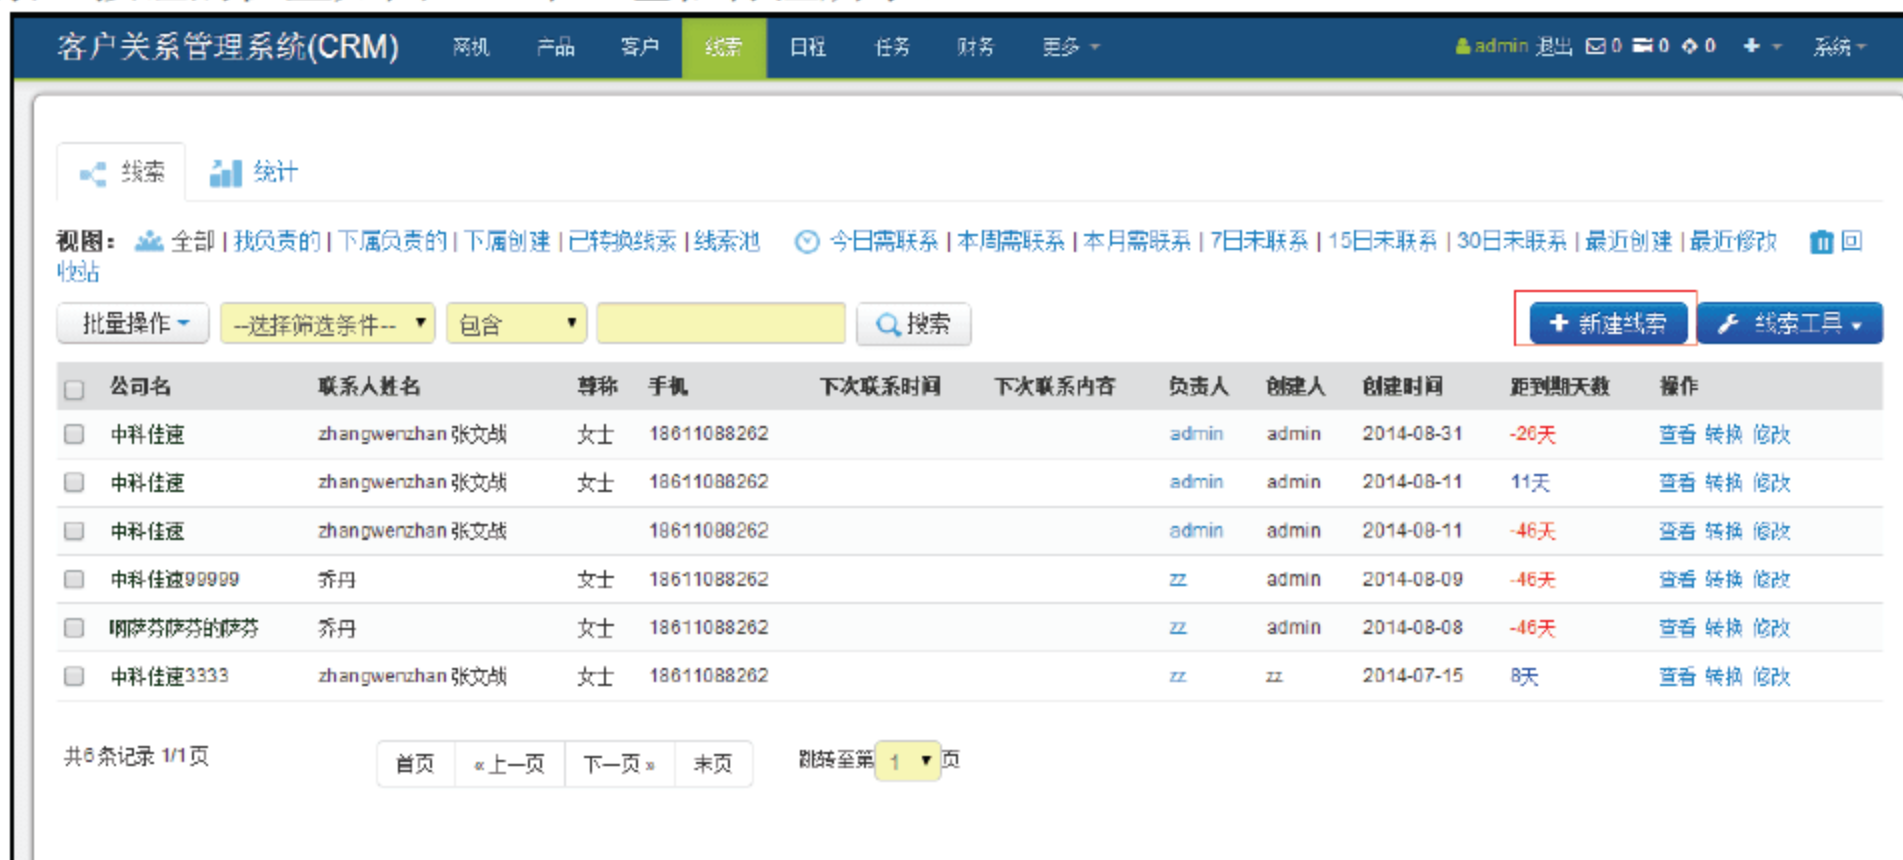 客户关系管理系统(CRM) 商机 产品 客户 线索 日程 任务 财务 更多 admin 退出 0 0 0 系统
线索 统计
视图： 全部 | 我负责的 | 下属负责的 | 下属创建 | 已转换线索 | 线索池 今日需联系 | 本周需联系 | 本月需联系 | 7日未联系 | 15日未联系 | 30日未联系 | 最近创建 | 最近修改 回
收站
批量操作 --选择筛选条件-- 包含 搜索 新建线索 线索工具
公司名 联系人姓名 尊称 手机 下次联系时间 下次联系内容 负责人 创建人 创建时间 距到期天数 操作
中科佳速 zhangwenzhan 张文战 女士 18611088262 admin admin 2014-08-31 -26天 查看 转换 修改
中科佳速 zhangwenzhan 张文战 女士 18611088262 admin admin 2014-08-11 11天 查看 转换 修改
中科佳速 zhangwenzhan 张文战 18611088262 admin admin 2014-08-11 -46天 查看 转换 修改
中科佳速99999 乔丹 女士 18611088262 zz admin 2014-08-09 -46天 查看 转换 修改
啊萨芬萨芬的萨芬 乔丹 女士 18611088262 zz admin 2014-08-08 -46天 查看 转换 修改
中科佳速3333 zhangwenzhan 张文战 女士 18611088262 zz zz 2014-07-15 8天 查看 转换 修改
共6条记录 1/1页 首页 «上一页 下一页» 末页 跳转至第 1 页